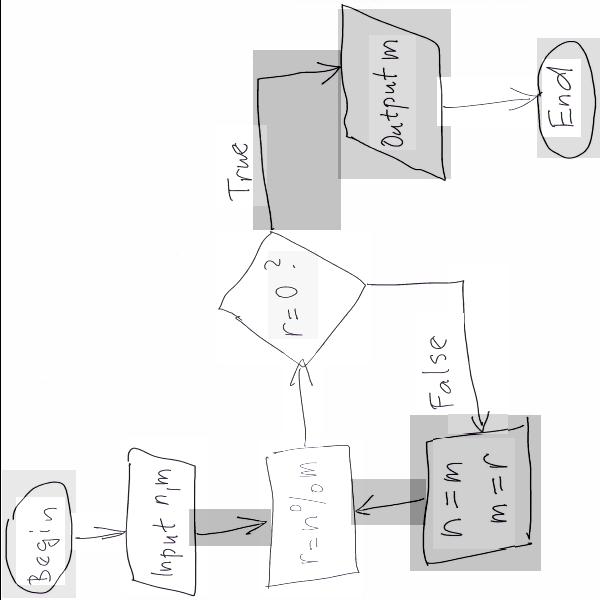 Begin
Input n,m
r=n%m
r=0?
True
Output m
End
False
n=m
m=r